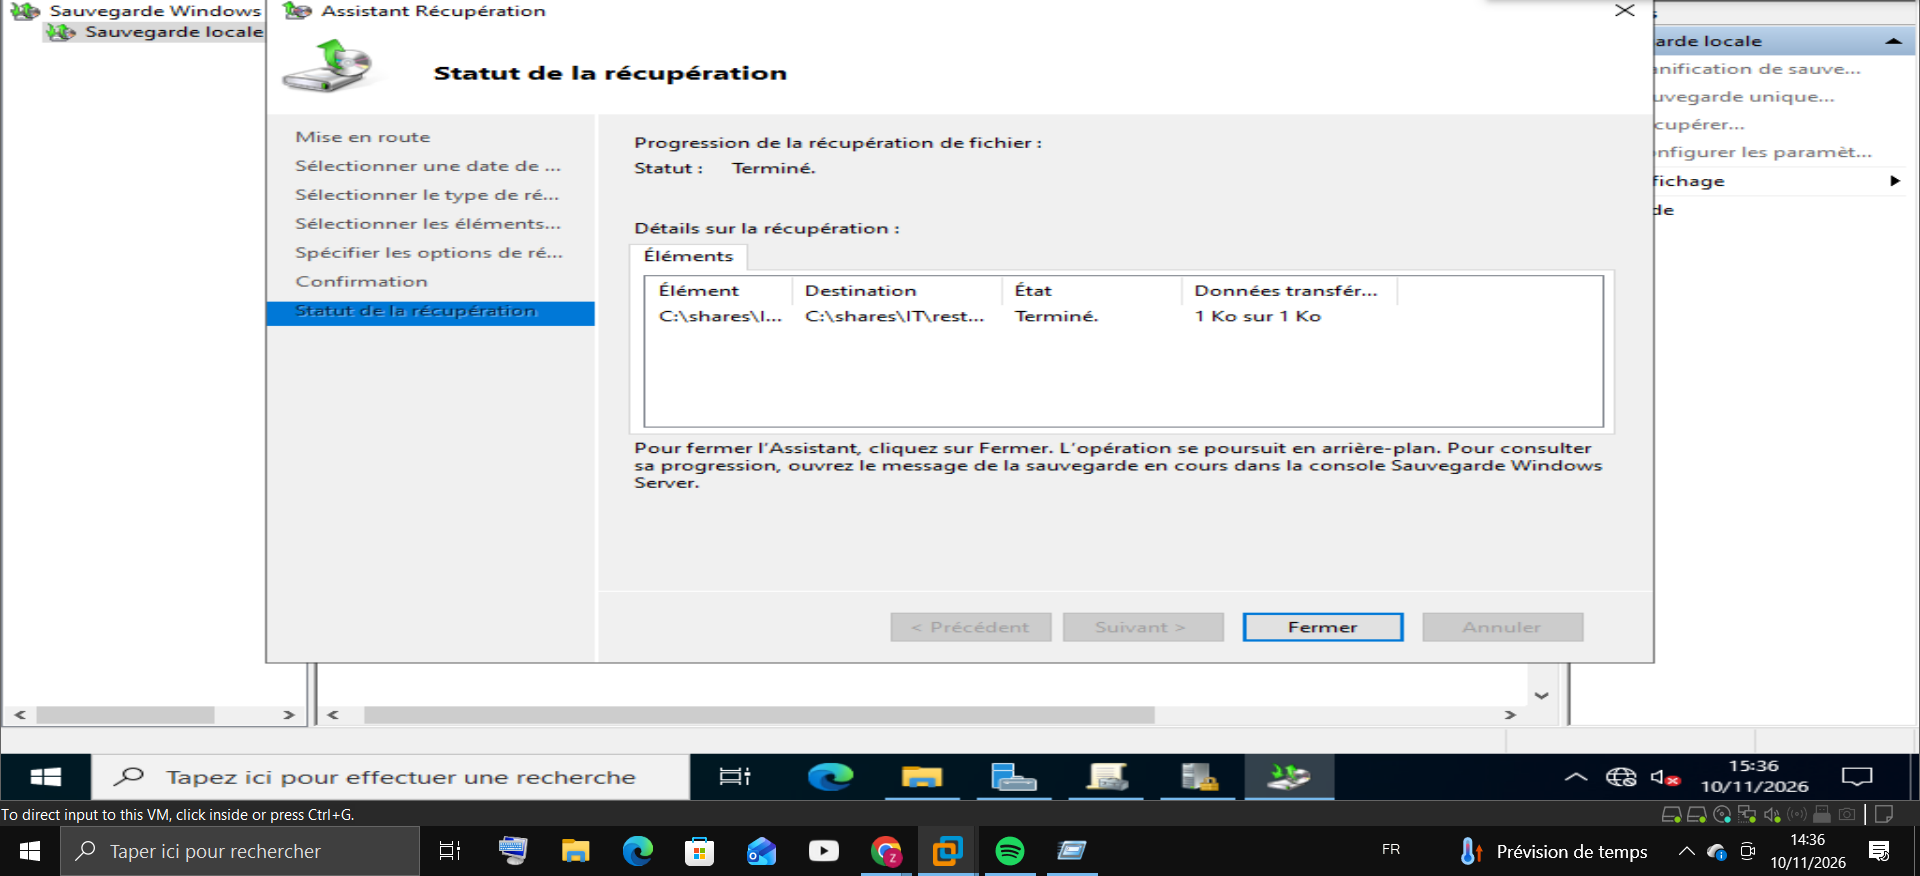 Sauvegarde Windows
Sauvegarde locale
Assistant Récupération
Statut de la récupération
Mise en route
Sélectionner une date de ...
Sélectionner le type de ré...
Sélectionner les éléments...
Spécifier les options de ré...
Confirmation
Statut de la récupération
Progression de la récupération de fichier :
Statut : Terminé.
Détails sur la récupération :
Éléments
Élément Destination État Données transfér...
C:\shares\I... C:\shares\IT\rest... Terminé. 1 Ko sur 1 Ko
Pour fermer l'Assistant, cliquez sur Fermer. L'opération se poursuit en arrière-plan. Pour consulter
sa progression, ouvrez le message de la sauvegarde en cours dans la console Sauvegarde Windows
Server.
< Précédent Suivant > Fermer Annuler
s
arde locale
anification de sauve...
uvegarde unique...
cupérer...
onfigurer les paramèt...
fichage
de
Tapez ici pour effectuer une recherche
15:36
10/11/2026
To direct input to this VM, click inside or press Ctrl+G.
Taper ici pour rechercher
Z
FR
Prévision de temps
14:36
10/11/2026